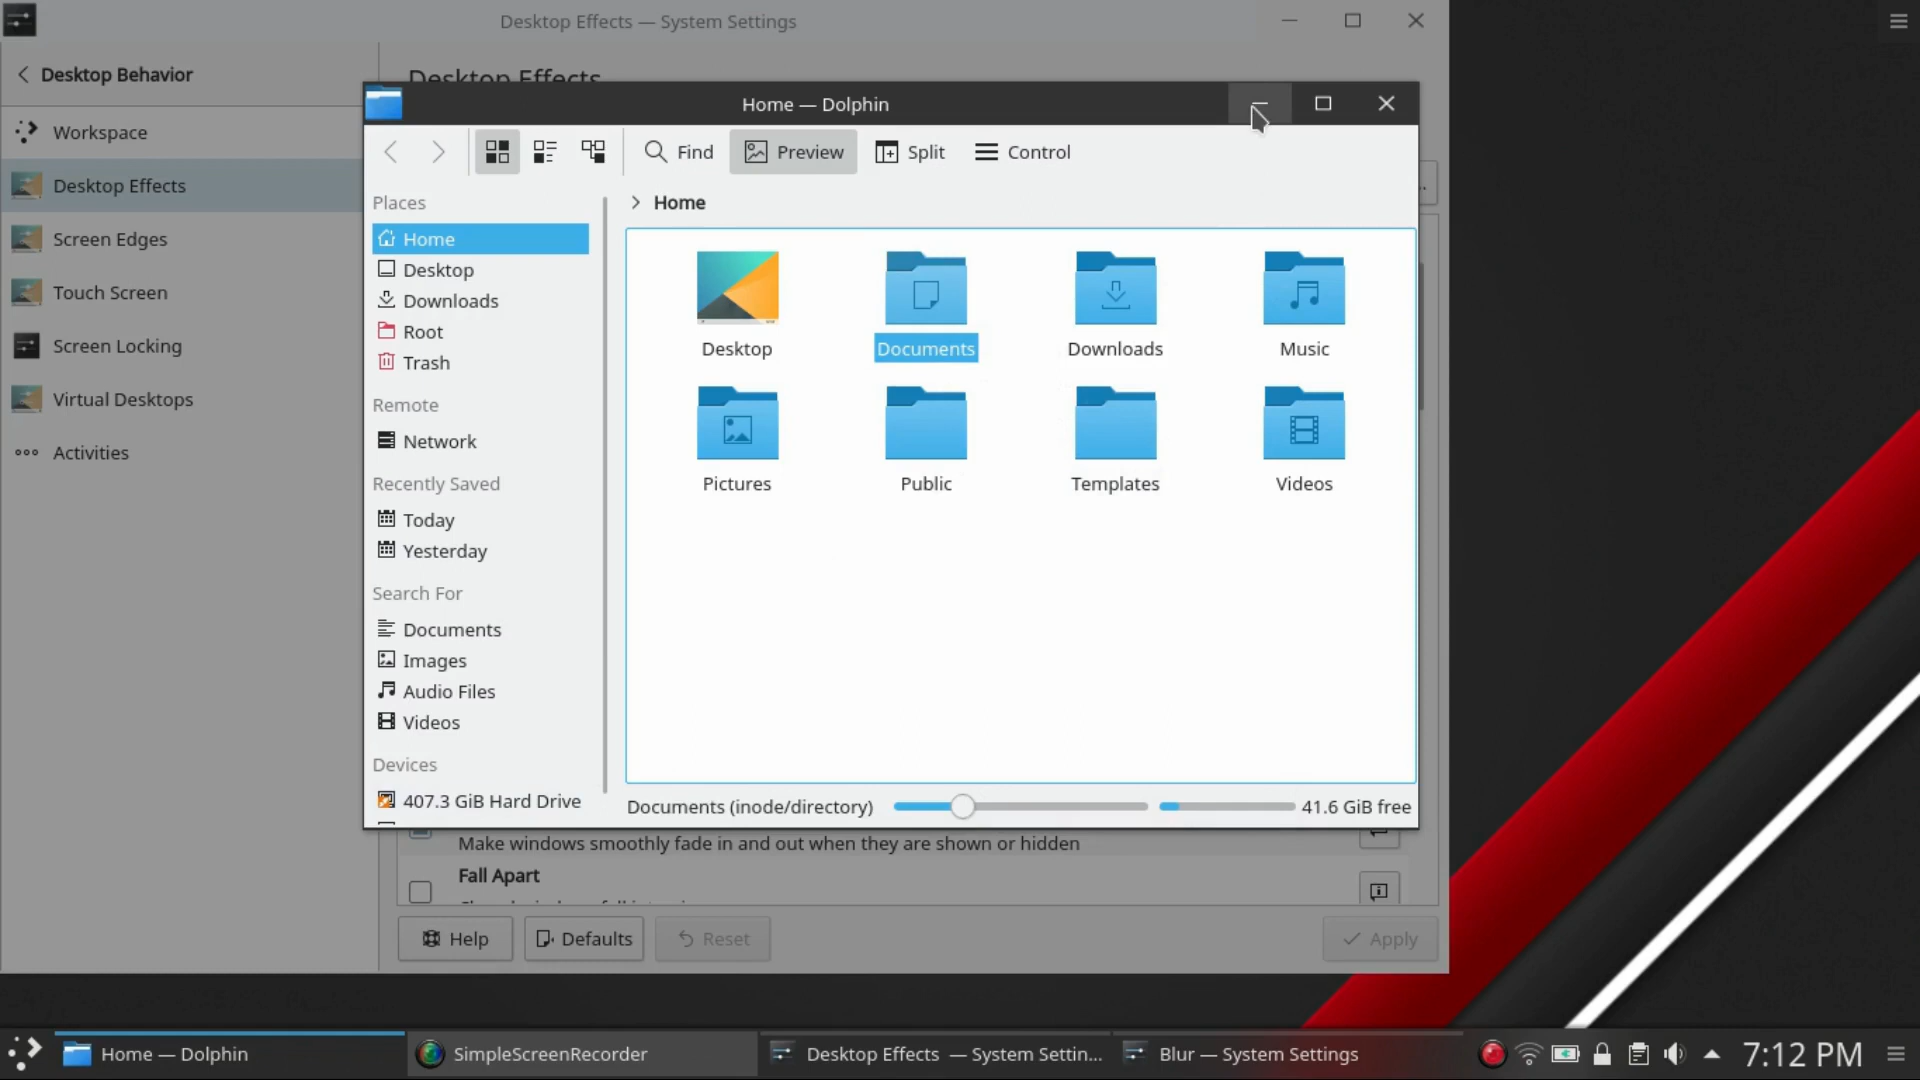 Desktop Effects — System Settings
Desktop Behavior
Desktop Effects
Workspace
Desktop Effects
Screen Edges
Touch Screen
Screen Locking
Virtual Desktops
Activities
Home — Dolphin
Find
Preview
Split
Control
Places
Home
Desktop
Downloads
Root
Trash
Remote
Network
Recently Saved
Today
Yesterday
Search For
Documents
Images
Audio Files
Videos
Devices
407.3 GiB Hard Drive
Home
Desktop
Documents
Downloads
Music
Pictures
Public
Templates
Videos
Documents (inode/directory)
41.6 GiB free
Make windows smoothly fade in and out when they are shown or hidden
Fall Apart
Help
Defaults
Reset
Apply
Home — Dolphin
SimpleScreenRecorder
Desktop Effects — System Settin...
Blur — System Settings
7:12 PM